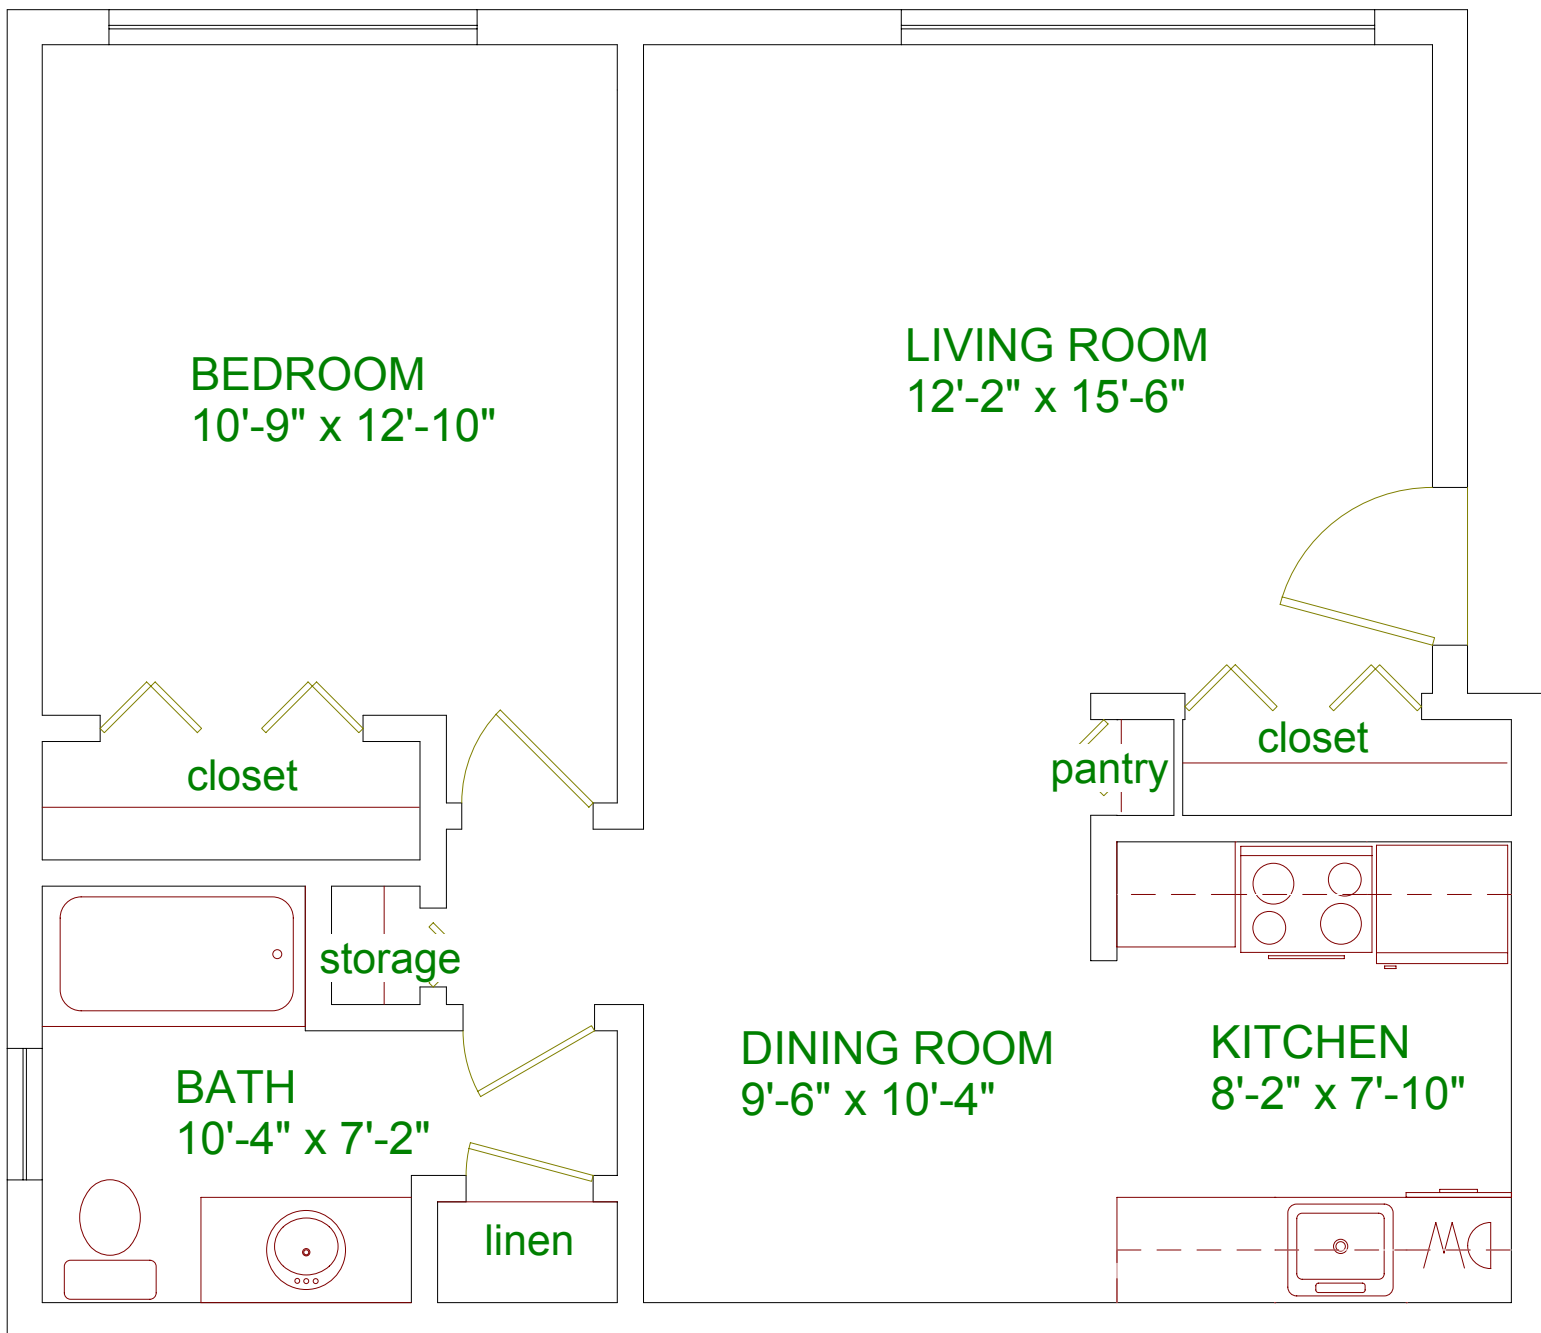 BEDROOM
10'-9" x 12'-10"
LIVING ROOM
12'-2" x 15'-6"
closet
pantry
closet
storage
BATH
10'-4" x 7'-2"
DINING ROOM
9'-6" x 10'-4"
KITCHEN
8'-2" x 7'-10"
linen